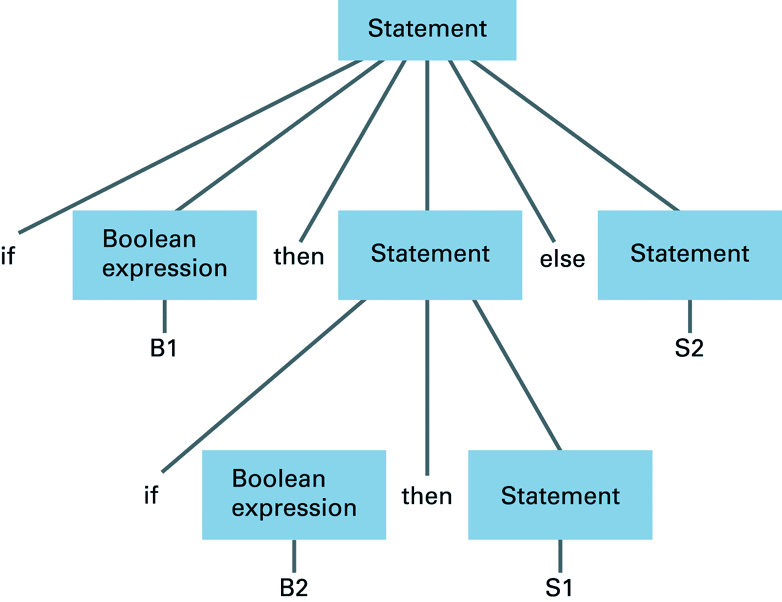 Statement
if
Boolean
expression
then
Statement
else
Statement
B1
S2
if
Boolean
expression
then
Statement
B2
S1